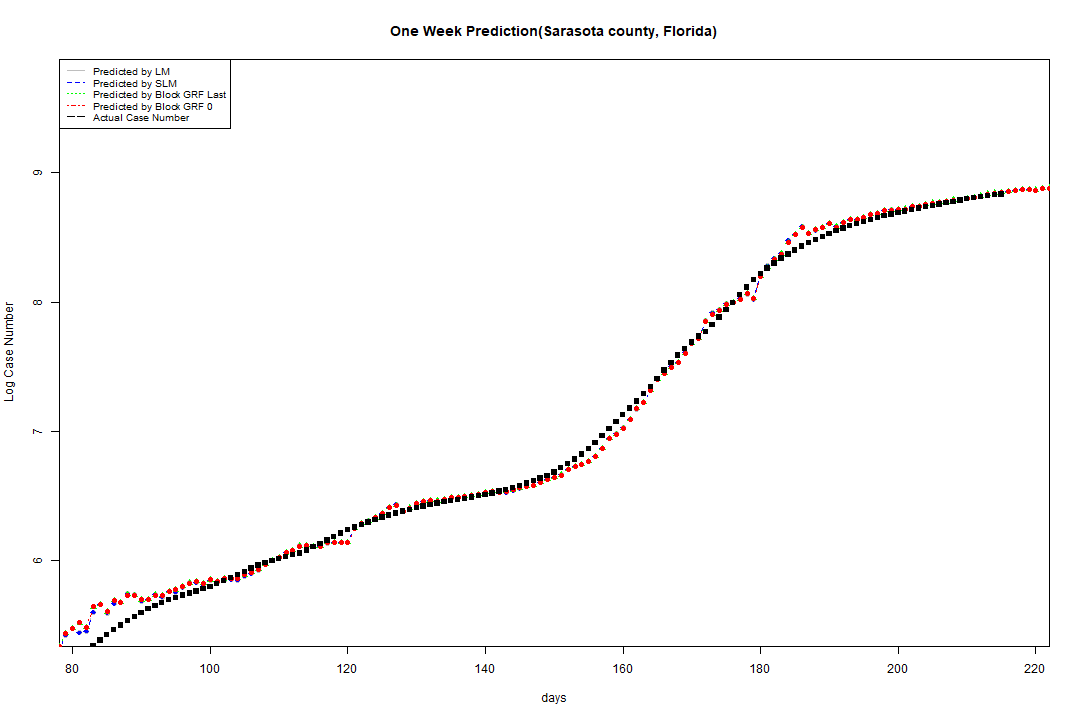 One Week Prediction(Sarasota county, Florida)
Predicted by LM
Predicted by SLM
Predicted by Block GRF Last
Predicted by Block GRF 0
Actual Case Number
9
8
7
6
Log Case Number
80 100 120 140 160 180 200 220
days